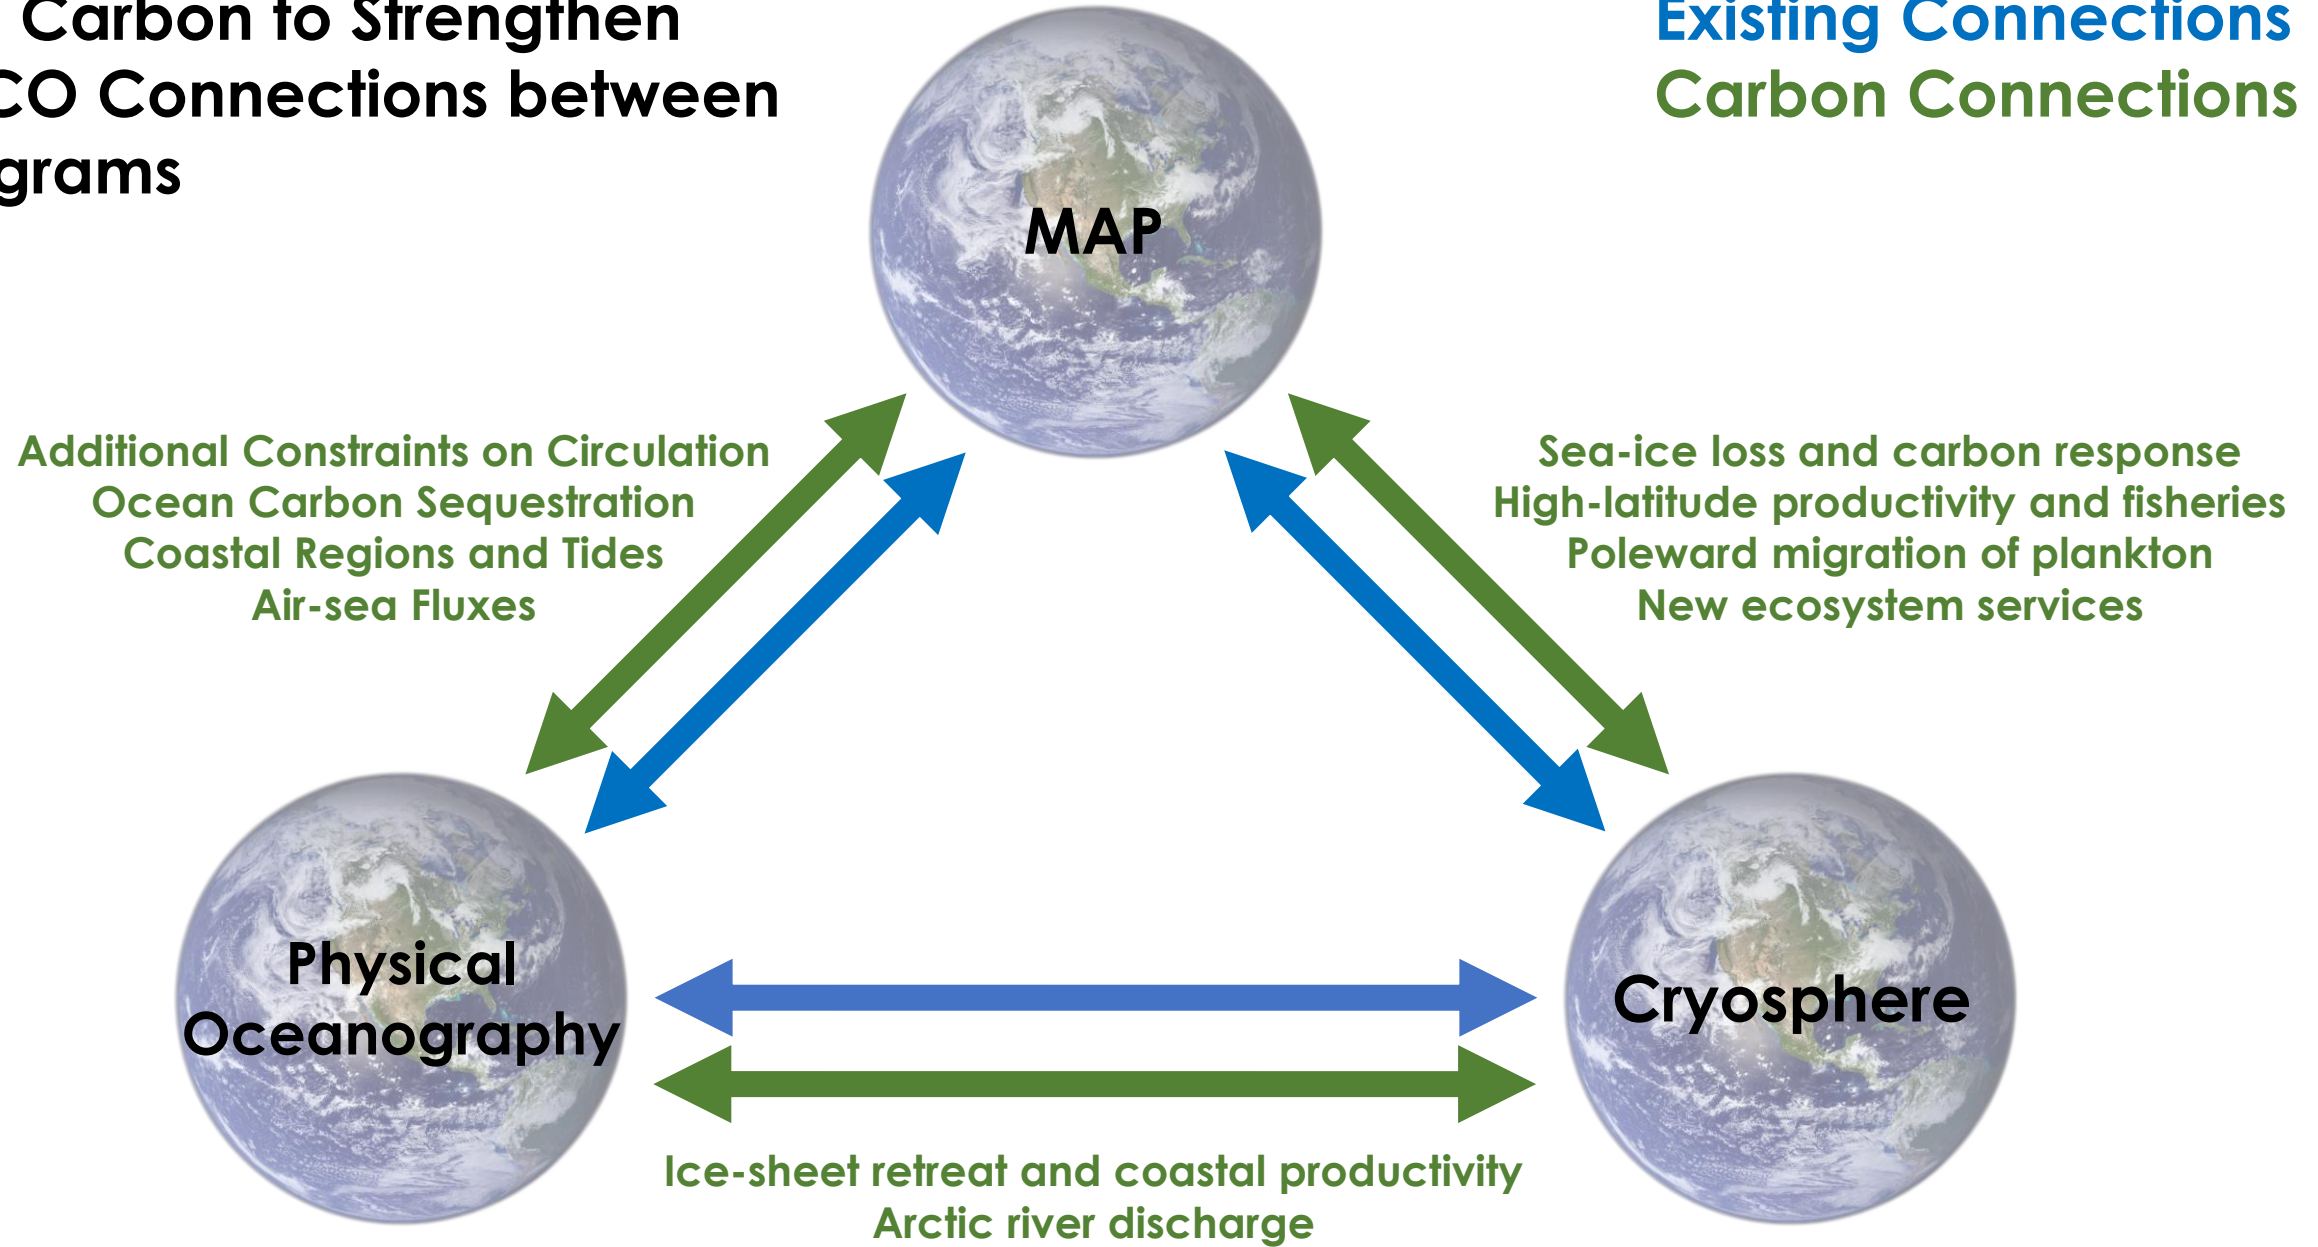 Carbon to Strengthen
CO Connections between
grams
Existing Connections
Carbon Connections
MAP
Additional Constraints on Circulation
Ocean Carbon Sequestration
Coastal Regions and Tides
Air-sea Fluxes
Sea-ice loss and carbon response
High-latitude productivity and fisheries
Poleward migration of plankton
New ecosystem services
Physical
Oceanography
Cryosphere
Ice-sheet retreat and coastal productivity
Arctic river discharge